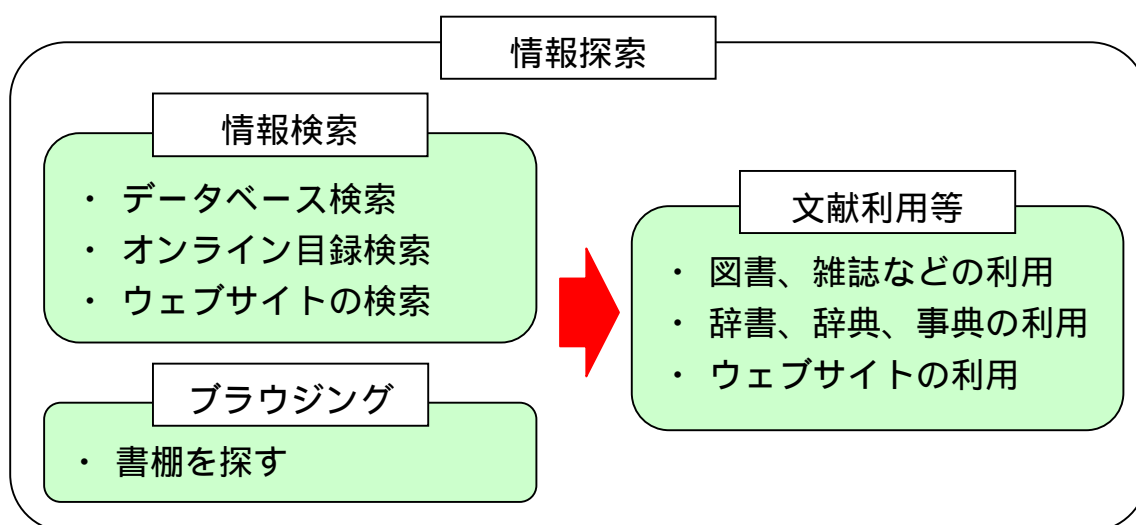 情報探索
情報検索
・ データベース検索
・ オンライン目録検索
・ ウェブサイトの検索
ブラウジング
・ 書棚を探す
文献利用等
・ 図書、雑誌などの利用
・ 辞書、辞典、事典の利用
・ ウェブサイトの利用